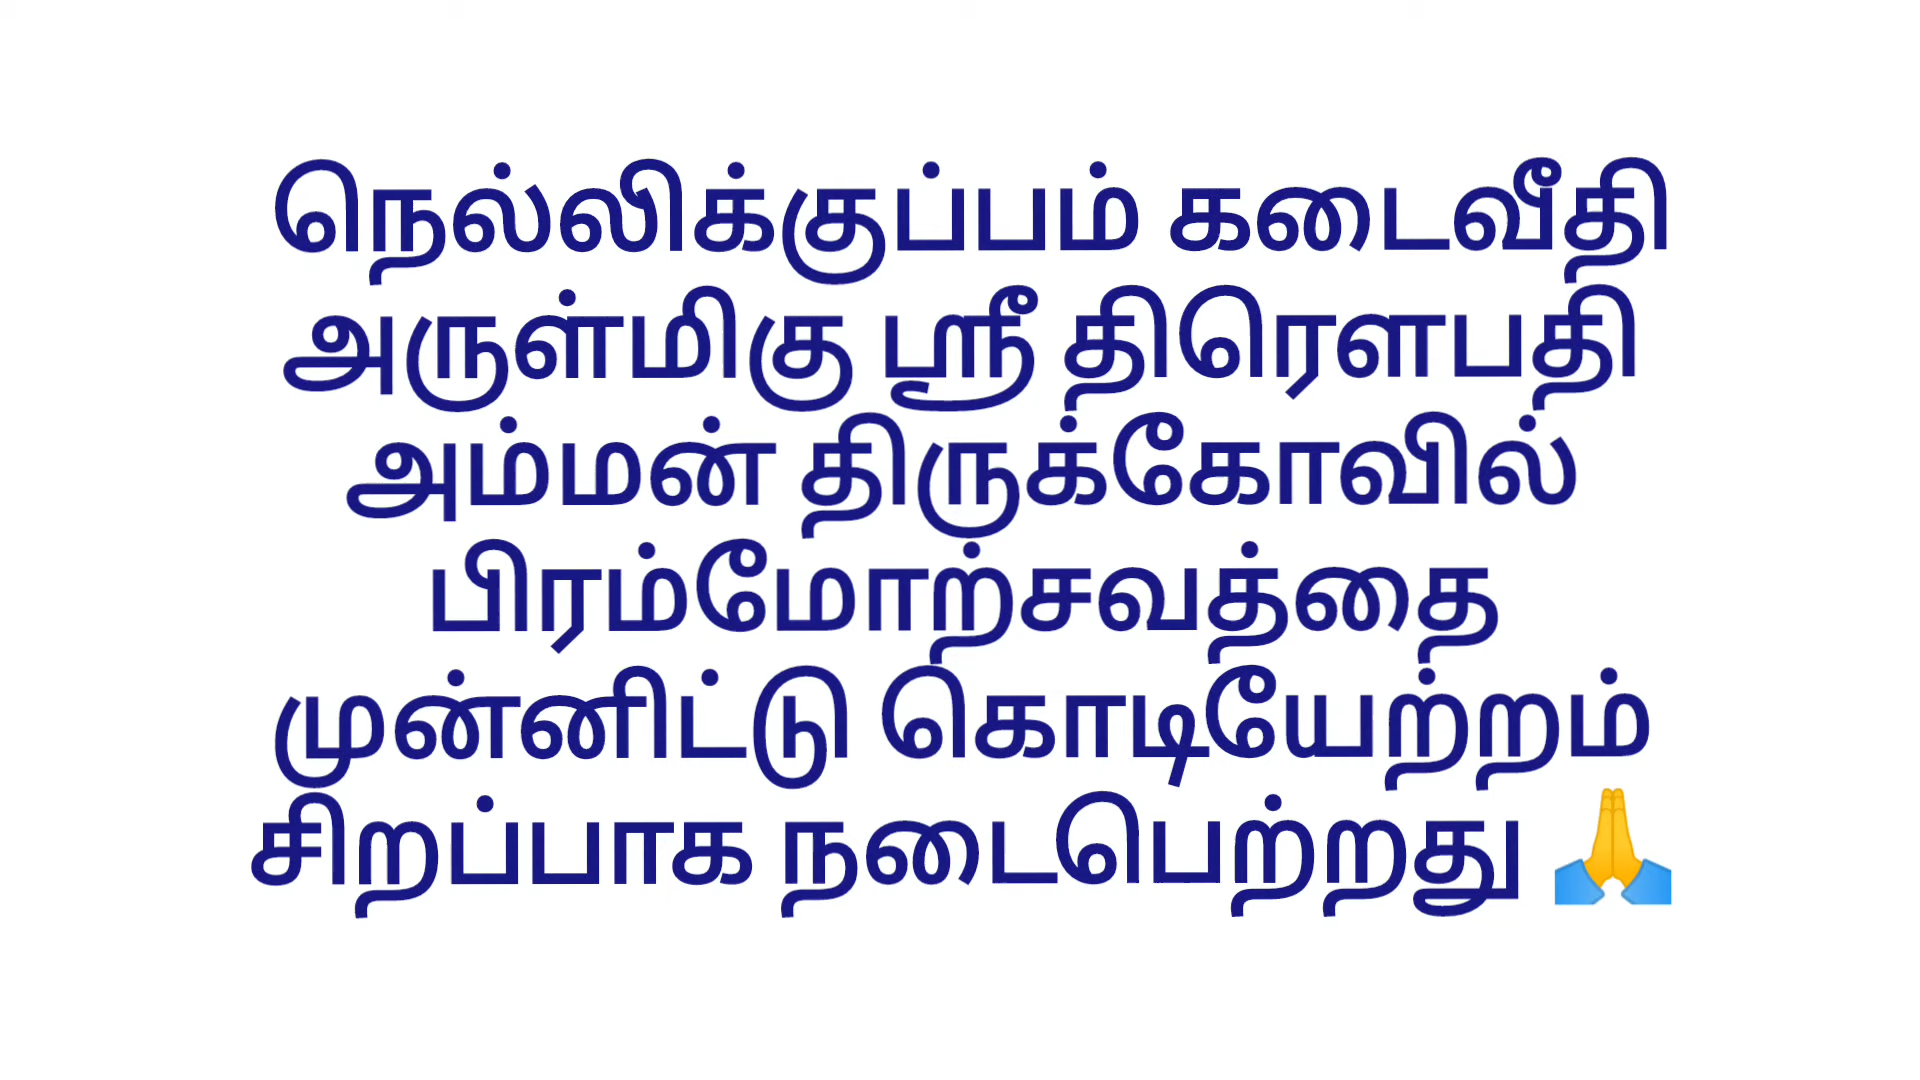 நெல்லிக்குப்பம் கடைவீதி
அருள்மிகு ஸ்ரீ திரௌபதி
அம்மன் திருக்கோவில்
பிரம்மோற்சவத்தை
முன்னிட்டு கொடியேற்றம்
சிறப்பாக நடைபெற்றது 🙏